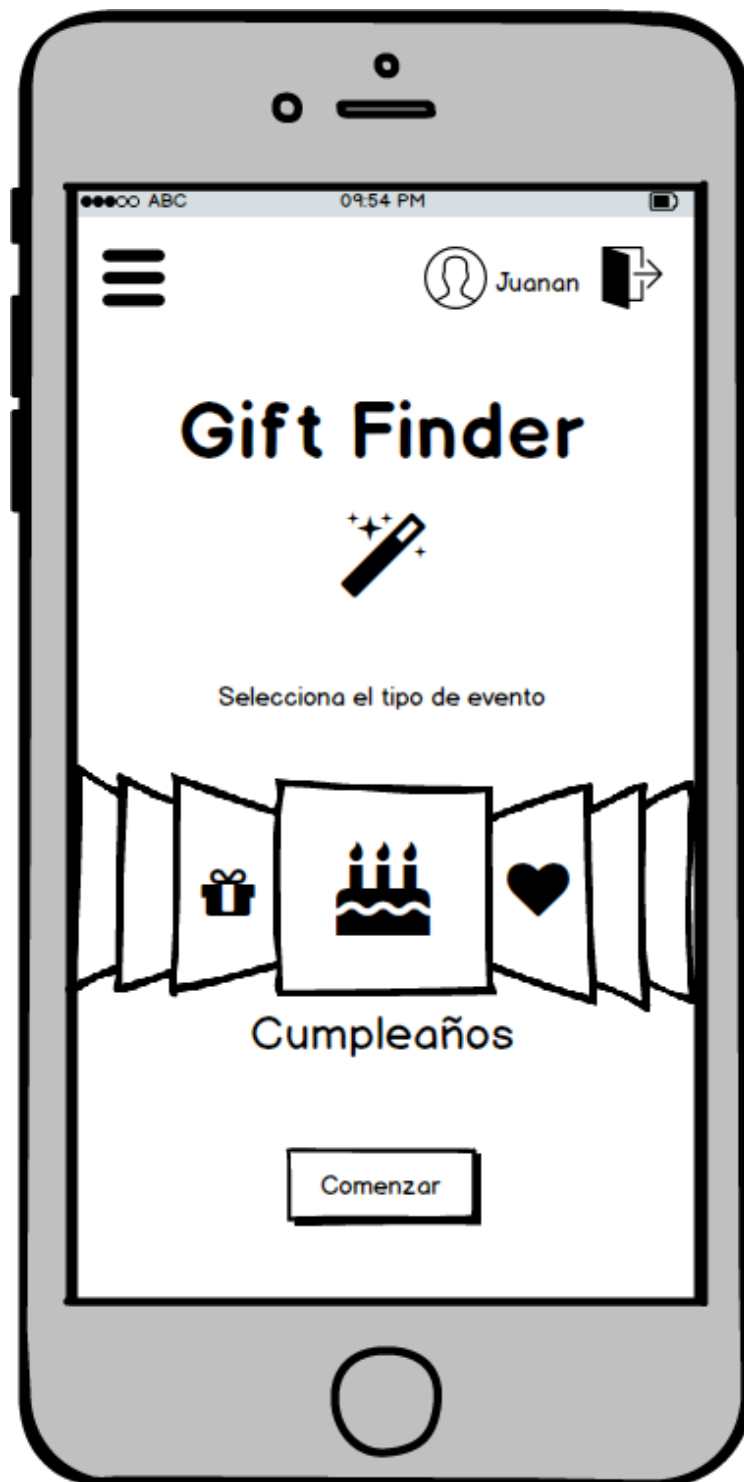 ABC 09:54 PM
Juanan
Gift Finder
Selecciona el tipo de evento
Cumpleaños
Comenzar